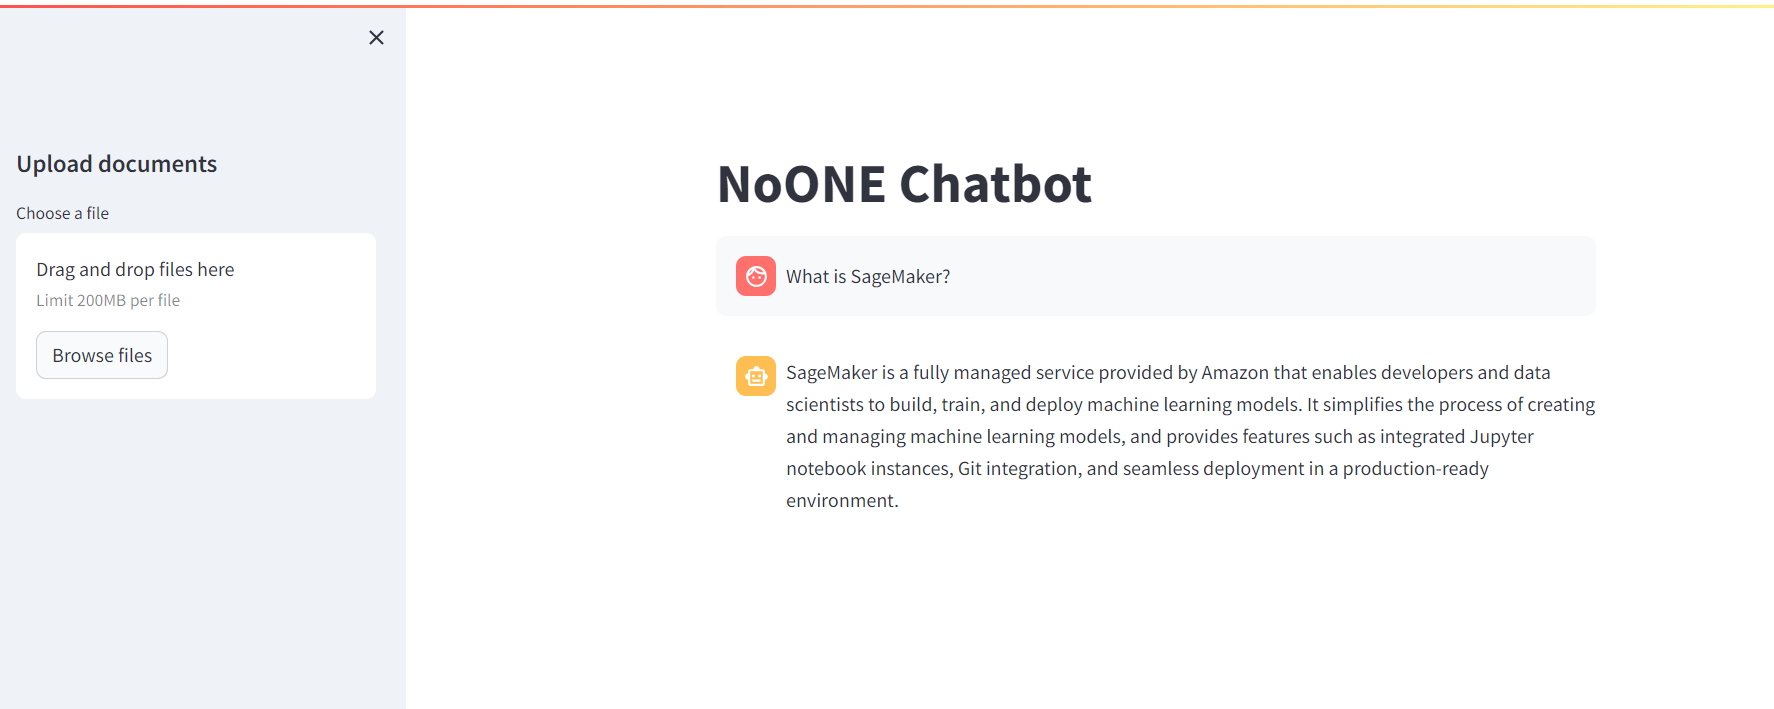 Upload documents
Choose a file
Drag and drop files here
Limit 200MB per file
Browse files
NoONE Chatbot
What is SageMaker?
SageMaker is a fully managed service provided by Amazon that enables developers and data
scientists to build, train, and deploy machine learning models. It simplifies the process of creating
and managing machine learning models, and provides features such as integrated Jupyter
notebook instances, Git integration, and seamless deployment in a production-ready
environment.